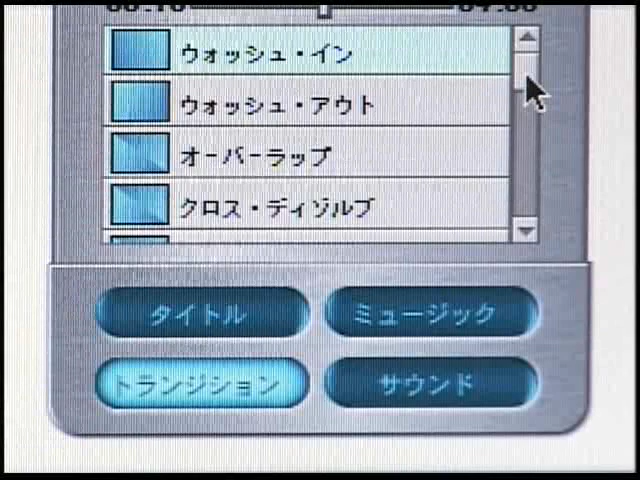 ウォッシュ・イン
ウォッシュ・アウト
オーバーラップ
クロス・ディゾルブ
タイトル
ミュージック
トランジション
サウンド